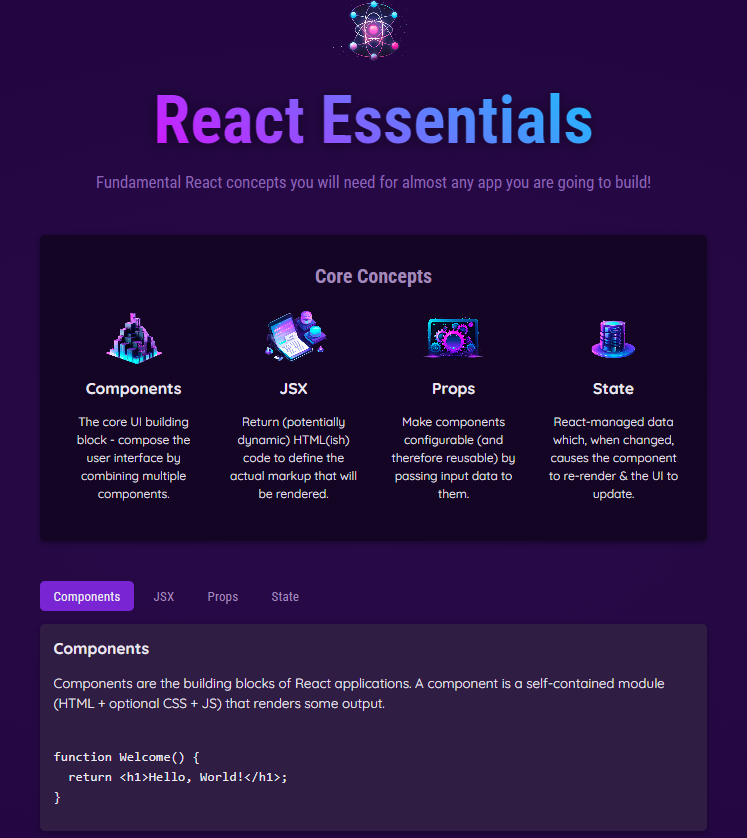 React Essentials
Fundamental React concepts you will need for almost any app you are going to build!
Core Concepts
Components
The core UI building
block - compose the
user interface by
combining multiple
components.
JSX
Return (potentially
dynamic) HTML(ish)
code to define the
actual markup that will
be rendered.
Props
Make components
configurable (and
therefore reusable) by
passing input data to
them.
State
React-managed data
which, when changed,
causes the component
to re-render & the UI to
update.
Components JSX Props State
Components
Components are the building blocks of React applications. A component is a self-contained module
(HTML + optional CSS + JS) that renders some output.
function Welcome() {
  return <h1>Hello, World!</h1>;
}